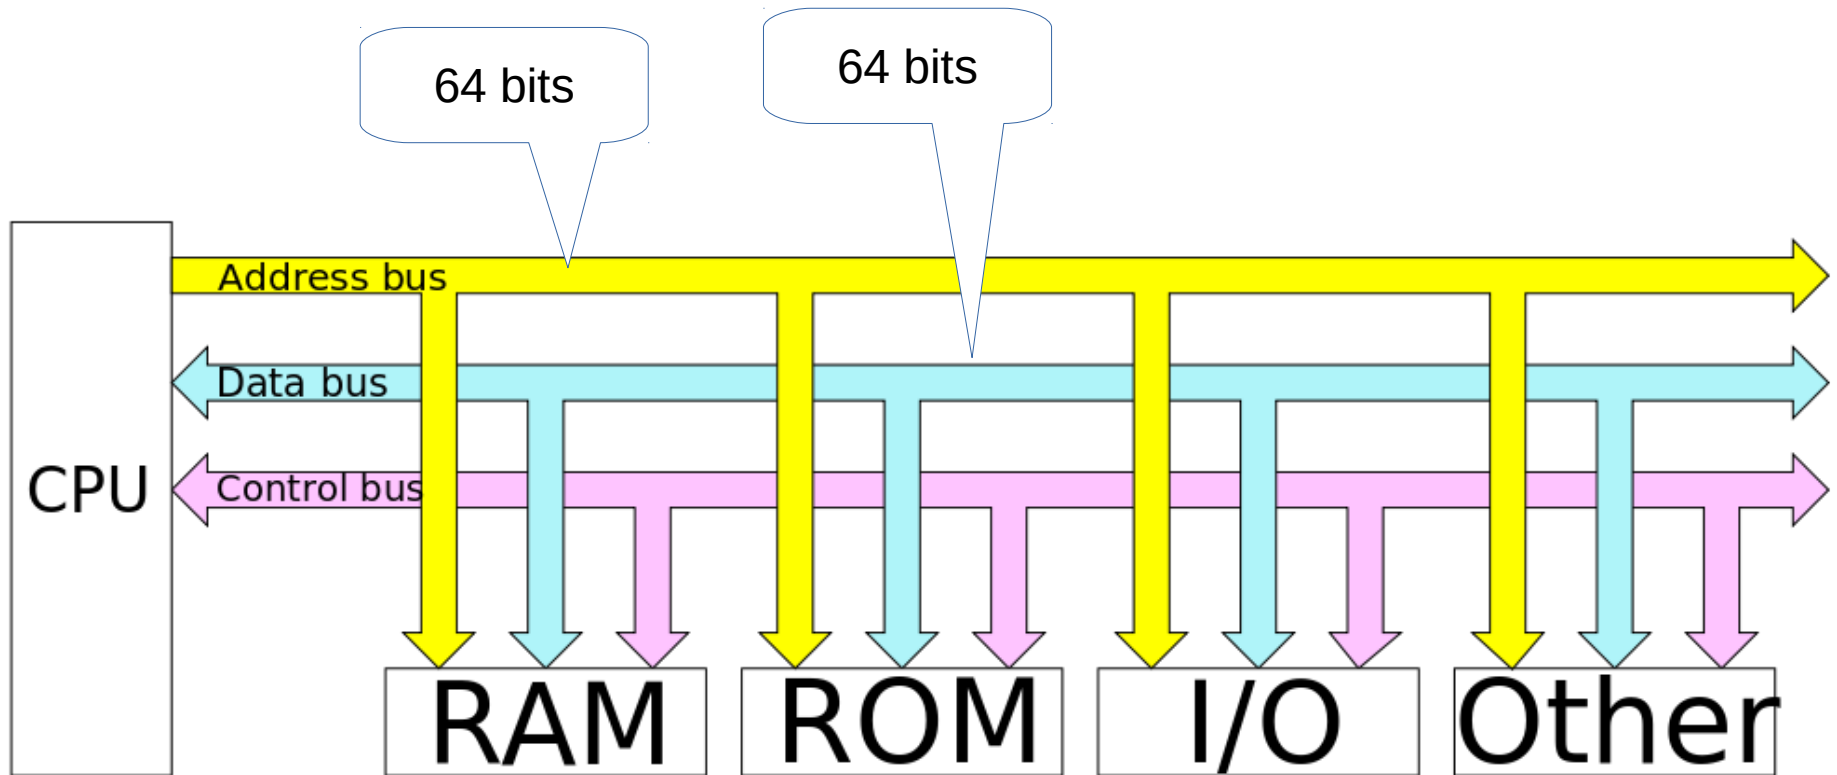 64 bits
64 bits
Address bus
Data bus
Control bus
CPU
RAM
ROM
I/O
Other